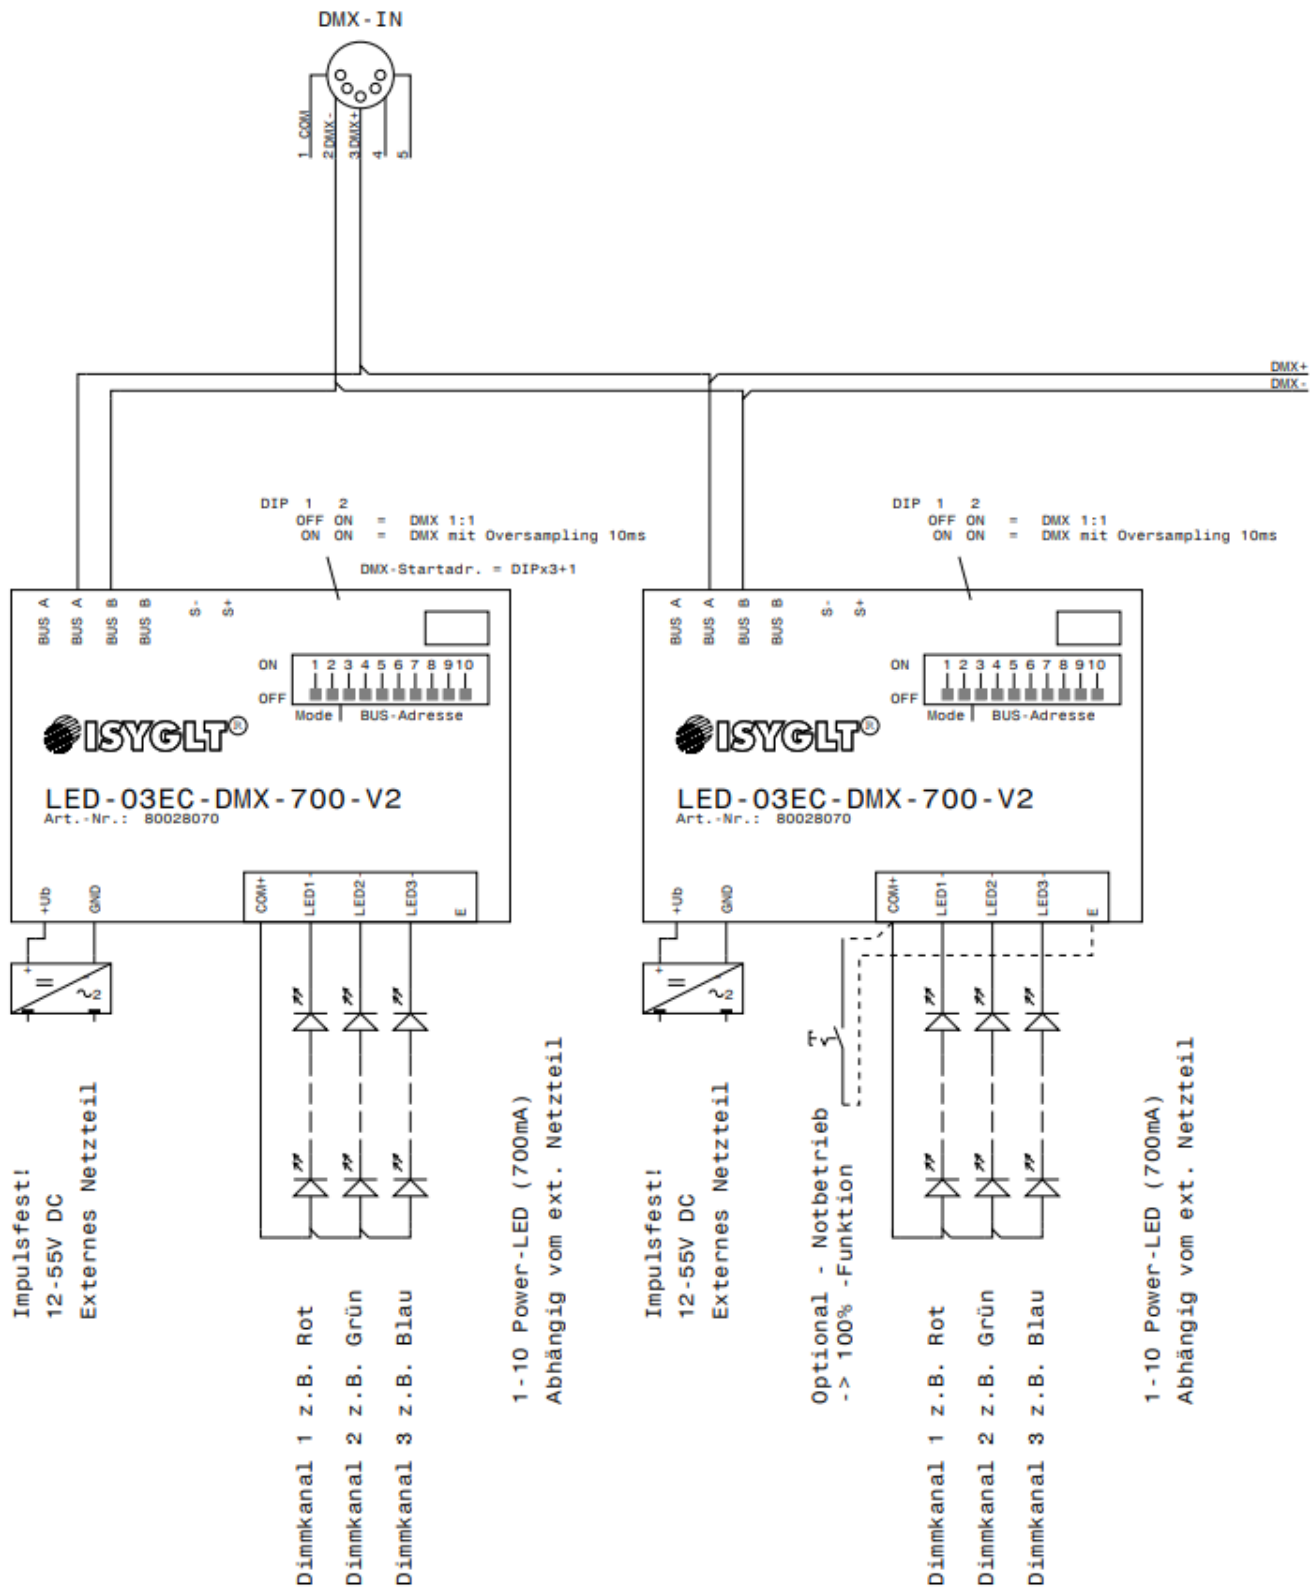 DMX-IN
1 COM
2 DMX-
3 DMX+
4
5
DMX+
DMX-
DIP 1 2
OFF ON = DMX 1:1
ON ON = DMX mit Oversampling 10ms
DMX-Startadr. = DIPx3+1
BUS A
BUS A
BUS B
BUS B
S-
S+
ON
1 2 3 4 5 6 7 8 9 10
OFF
Mode BUS-Adresse
ISYGLT®
LED-03EC-DMX-700-V2
Art.-Nr.: 80028070
+Ub
GND
COM+
LED1-
LED2-
LED3-
E
+
-
~2
Impulsfest!
12-55V DC
Externes Netzteil
Dimmkanal 1 z.B. Rot
Dimmkanal 2 z.B. Grün
Dimmkanal 3 z.B. Blau
1-10 Power-LED (700mA)
Abhängig vom ext. Netzteil
DIP 1 2
OFF ON = DMX 1:1
ON ON = DMX mit Oversampling 10ms
BUS A
BUS A
BUS B
BUS B
S-
S+
ON
1 2 3 4 5 6 7 8 9 10
OFF
Mode BUS-Adresse
ISYGLT®
LED-03EC-DMX-700-V2
Art.-Nr.: 80028070
+Ub
GND
COM+
LED1-
LED2-
LED3-
E
+
-
~2
Impulsfest!
12-55V DC
Externes Netzteil
Optional - Notbetrieb
-> 100% -Funktion
Dimmkanal 1 z.B. Rot
Dimmkanal 2 z.B. Grün
Dimmkanal 3 z.B. Blau
1-10 Power-LED (700mA)
Abhängig vom ext. Netzteil